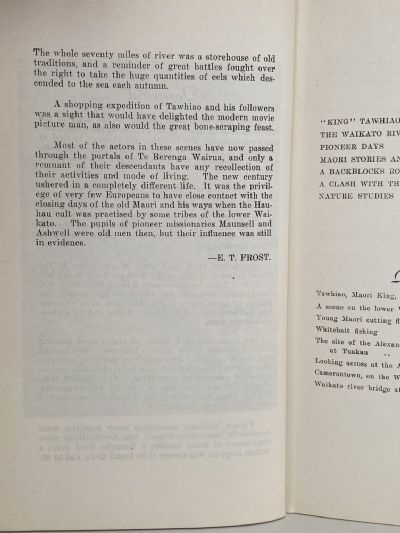 The whole seventy miles of river was a storehouse of old
traditions, and a reminder of great battles fought over
the right to take the huge quantities of eels which des-
cended to the sea each autumn.
A shopping expedition of Tawhiao and his followers
was a sight that would have delighted the modern movie
picture man, as also would the great bone-scraping feast.
Most of the actors in these scenes have now passed
through the portals of Te Rerenga Wairua, and only a
remnant of their descendants have any recollection of
their activities and mode of living. The new century
ushered in a completely different life. It was the privil-
ege of very few Europeans to have close contact with the
closing days of the old Maori and his ways when the Hau-
hau cult was practised by some tribes of the lower Wai-
kato. The pupils of pioneer missionaries Maunsell and
Ashwell were old men then, but their influence was still
in evidence.
—E. T. FROST.
"KING" TAWHIAO
THE WAIKATO RIV
PIONEER DAYS
MAORI STORIES AN
A BACKBLOCKS RO
A CLASH WITH TH
NATURE STUDIES
Tawhiao, Maori King,
A scene on the lower
Young Maori cutting fl
Whitebait fishing
The site of the Alexan
at Tuakau ..
Looking across at the A
Camerontown, on the W
Waikato river bridge at